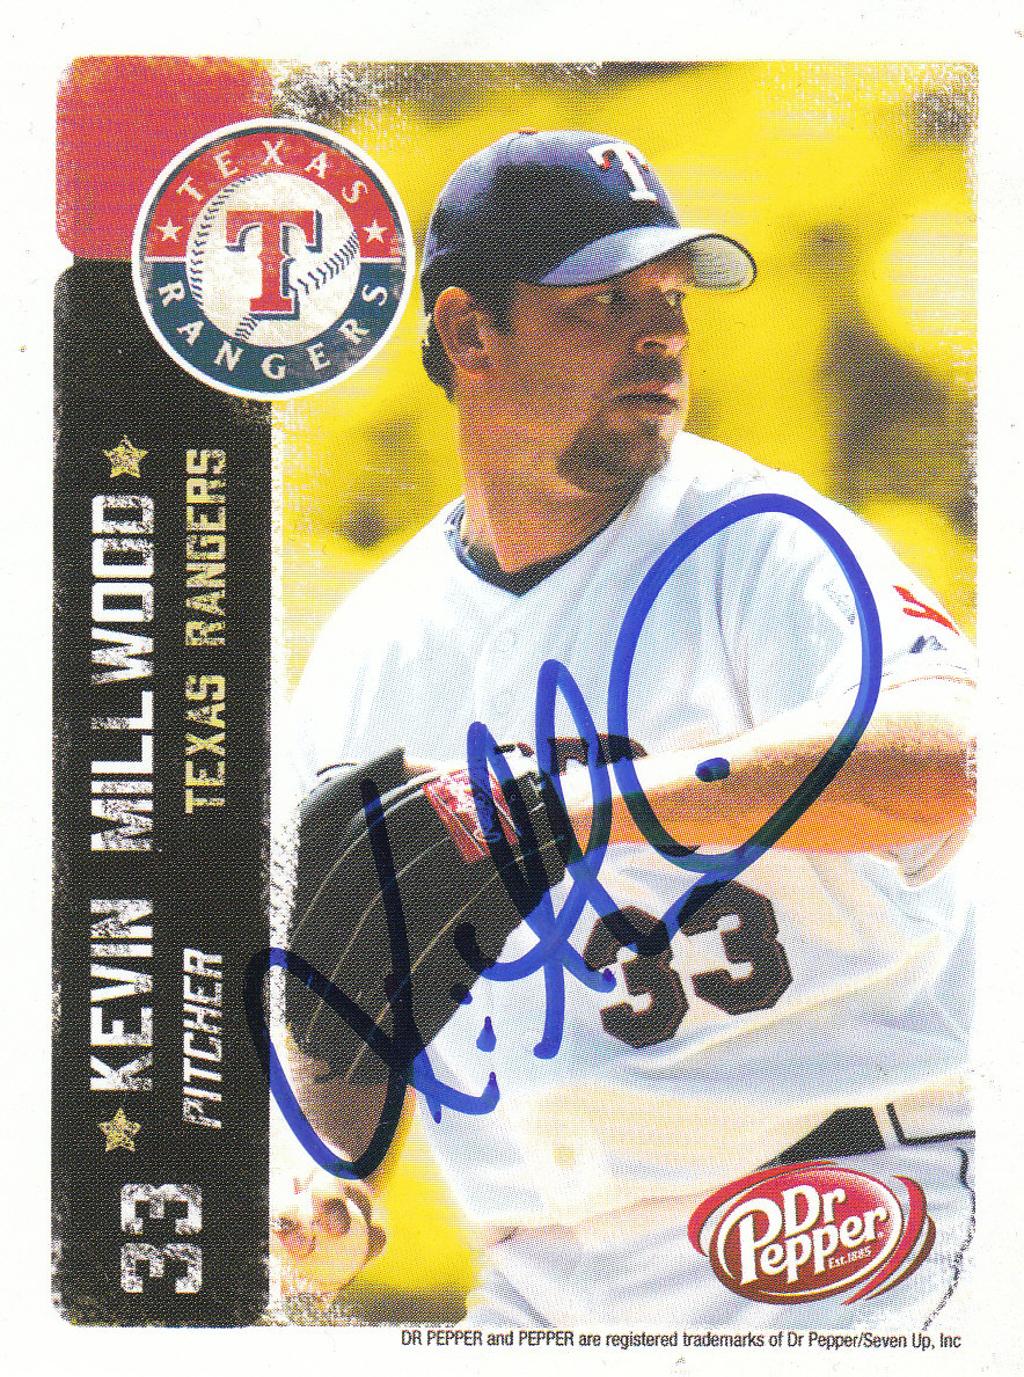 TEXAS
RANGERS
T
T
33 KEVIN MILLWOOD
PITCHER TEXAS RANGERS
33
Dr
Pepper
Est. 1885
DR PEPPER and PEPPER are registered trademarks of Dr Pepper/Seven Up, Inc